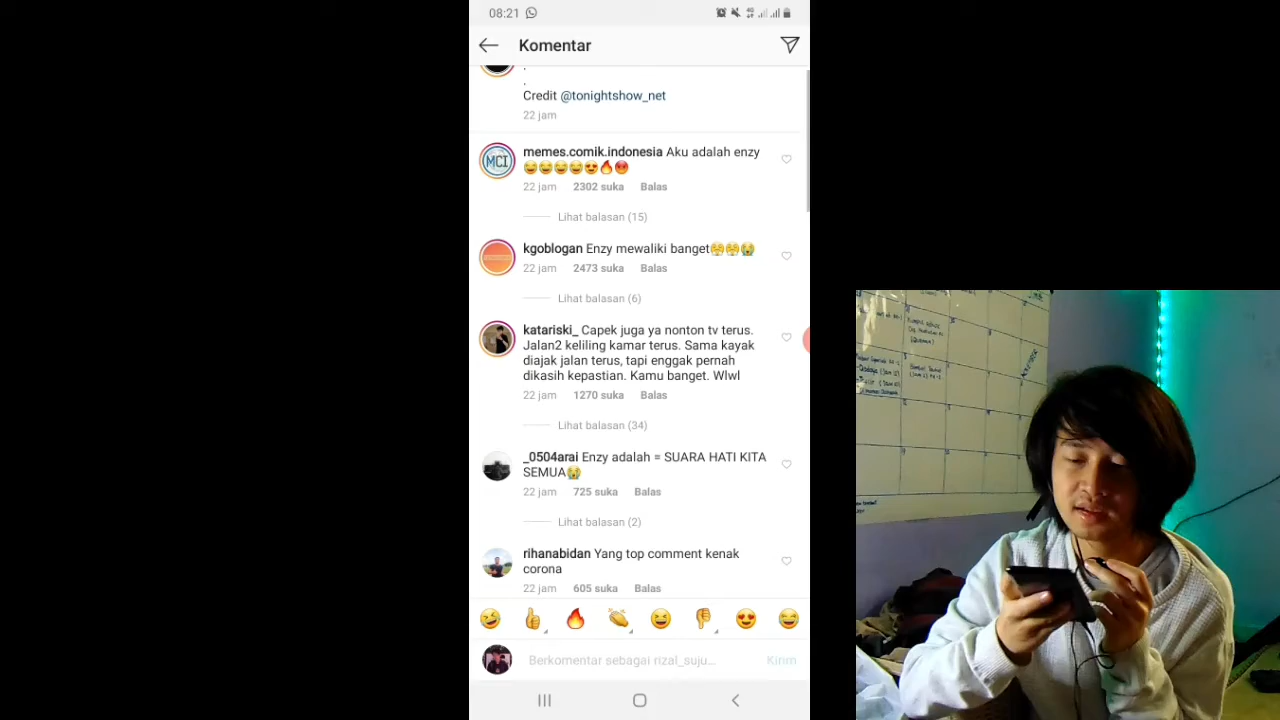 08:21
Komentar
.
.
Credit @tonightshow_net
22 jam
memes.comik.indonesia Aku adalah enzy
😂😂😂😂😍🔥😡
22 jam 2302 suka Balas
Lihat balasan (15)
MCI
kgoblogan Enzy mewaliki banget😤😤😭
22 jam 2473 suka Balas
Lihat balasan (6)
katariski_ Capek juga ya nonton tv terus.
Jalan2 keliling kamar terus. Sama kayak
diajak jalan terus, tapi enggak pernah
dikasih kepastian. Kamu banget. Wlwl
22 jam 1270 suka Balas
Lihat balasan (34)
_0504arai Enzy adalah = SUARA HATI KITA
SEMUA😭
22 jam 725 suka Balas
Lihat balasan (2)
rihanabidan Yang top comment kenak
corona
22 jam 605 suka Balas
🤣 👍 🔥 👏 😆 👎 😍 😂
Berkomentar sebagai rizal_suju... Kirim